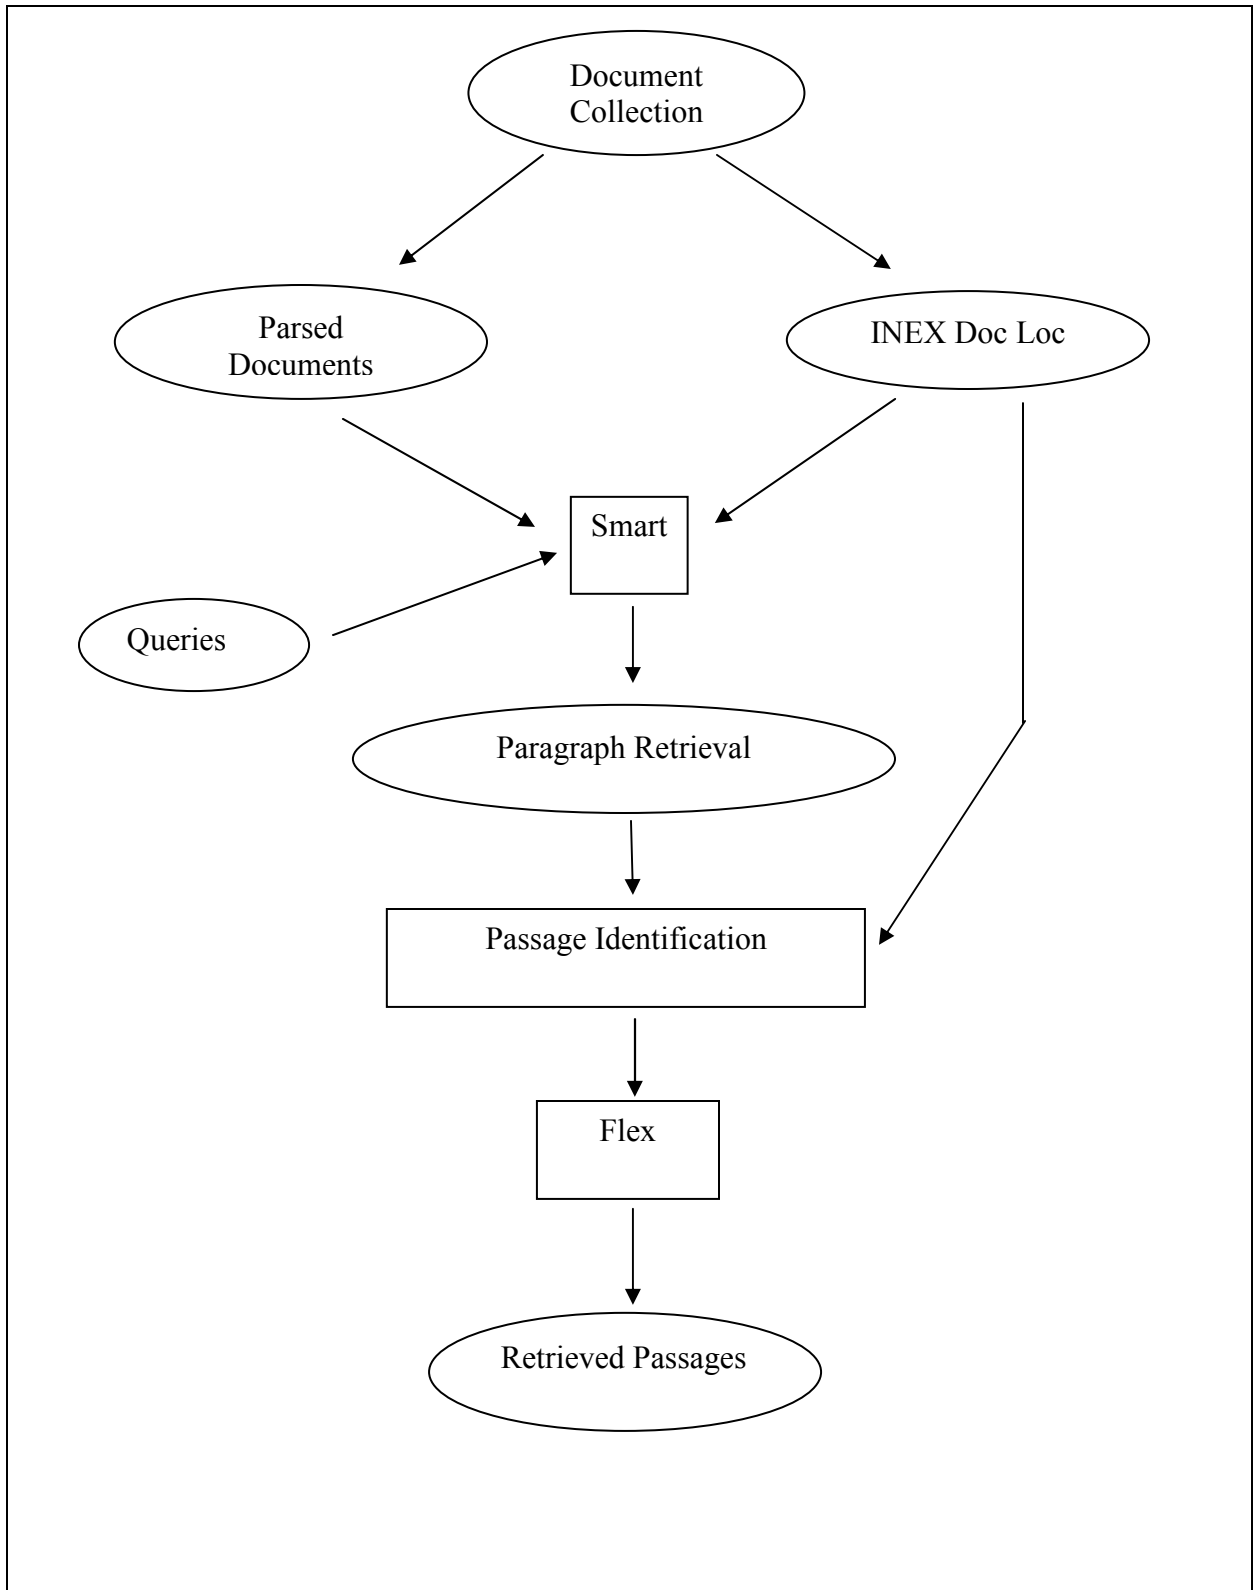 Document
Collection
Parsed
Documents
INEX Doc Loc
Smart
Queries
Paragraph Retrieval
Passage Identification
Flex
Retrieved Passages